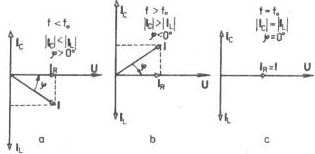 I_C
f < f₀
|I_C| < |I_L|
φ > 0°
I_R
U
φ
I
I_L
a
I_C
f > f₀
|I_C| > |I_L|
φ < 0°
I
φ
I_R
U
I_L
b
I_C
f = f₀
|I_C| = |I_L|
φ = 0°
I_R = I
U
I_L
c